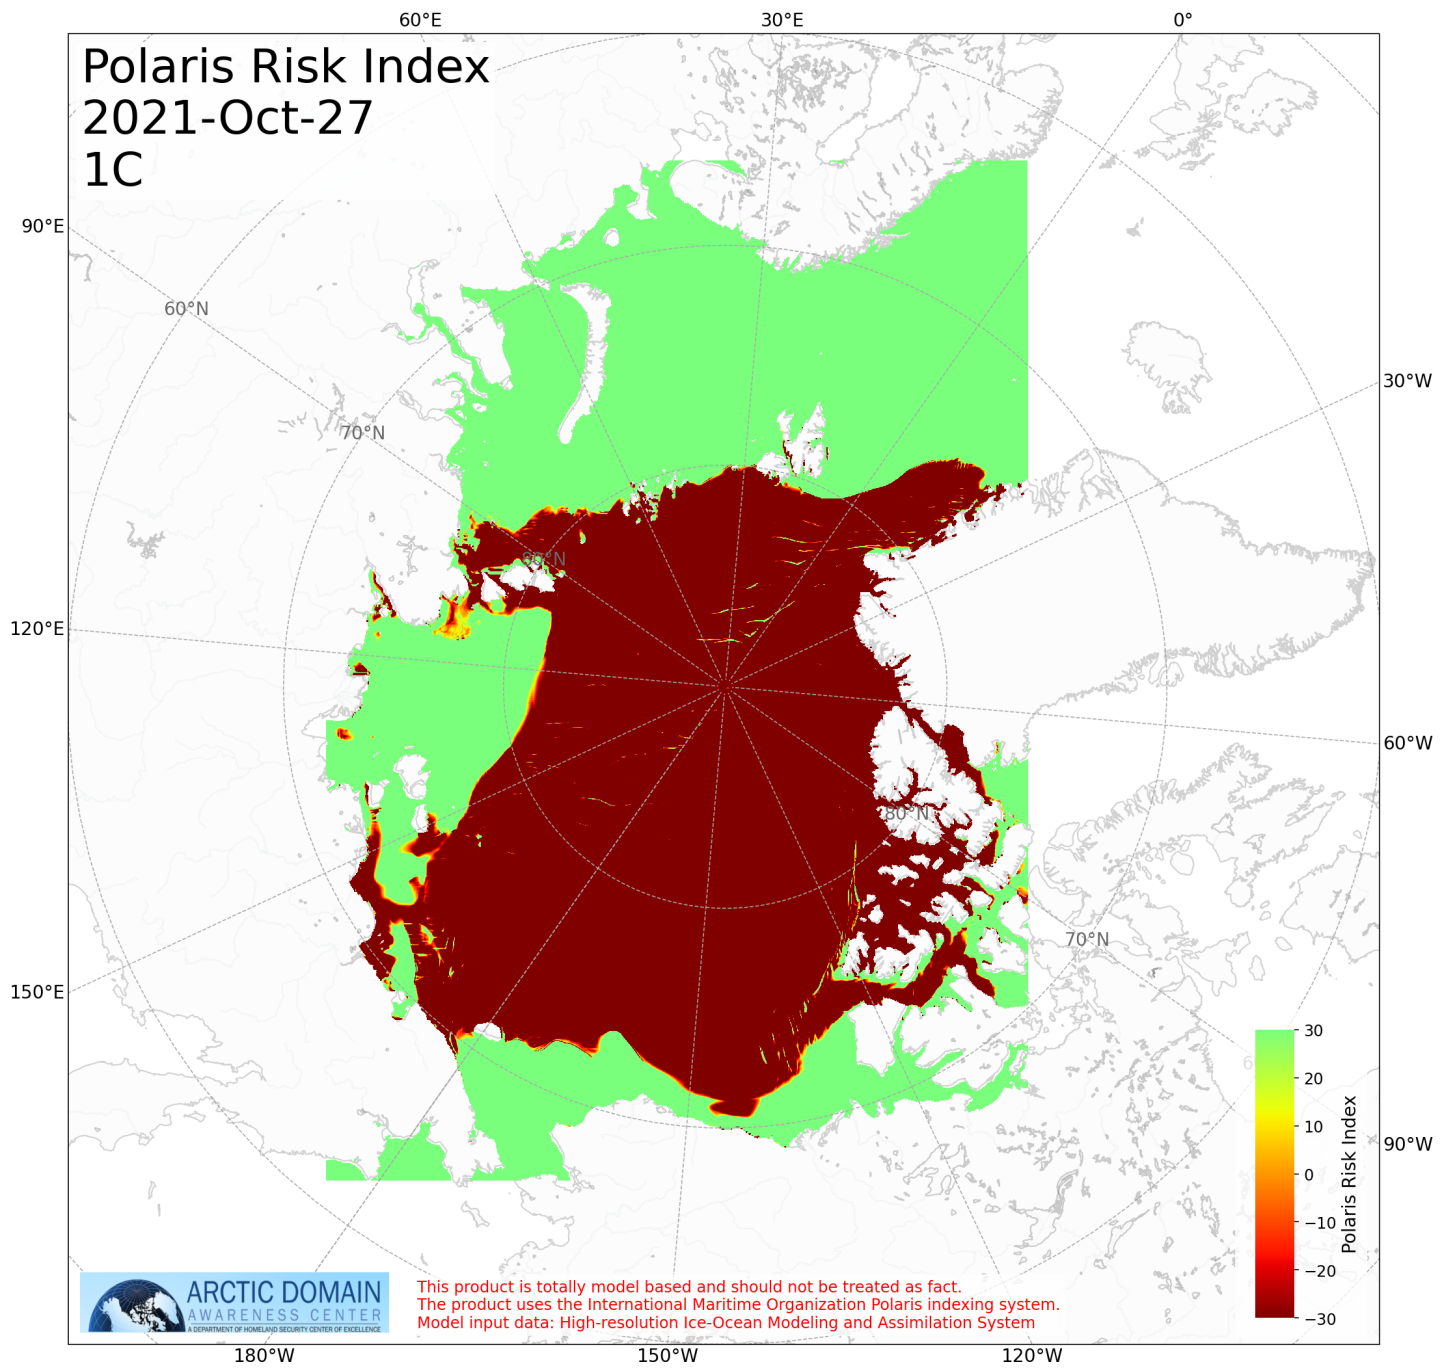 60°E 30°E 0°
Polaris Risk Index
2021-Oct-27
1C
90°E
60°N
30°W
70°N
80°N
120°E
60°W
80°N
70°N
150°E
30
20
10
0
−10
−20
−30
Polaris Risk Index
90°W
ARCTIC DOMAIN
AWARENESS CENTER
A DEPARTMENT OF HOMELAND SECURITY CENTER OF EXCELLENCE
This product is totally model based and should not be treated as fact.
The product uses the International Maritime Organization Polaris indexing system.
Model input data: High-resolution Ice-Ocean Modeling and Assimilation System
180°W 150°W 120°W